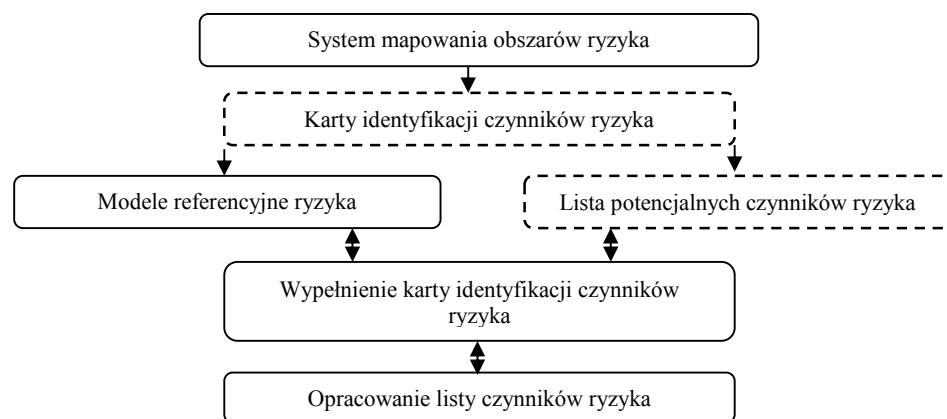 System mapowania obszarów ryzyka
Karty identyfikacji czynników ryzyka
Modele referencyjne ryzyka
Lista potencjalnych czynników ryzyka
Wypełnienie karty identyfikacji czynników
ryzyka
Opracowanie listy czynników ryzyka